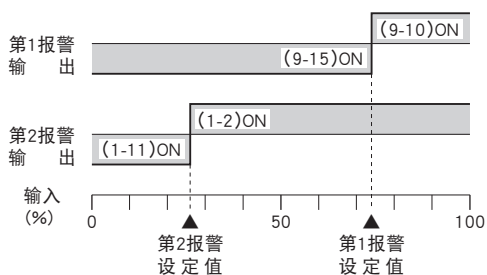 (9-10)ON
第1报警
输 出
(9-15)ON
(1-2)ON
第2报警
输 出
(1-11)ON
输入
(%)
0 50 100
第2报警 第1报警
设定值 设定值